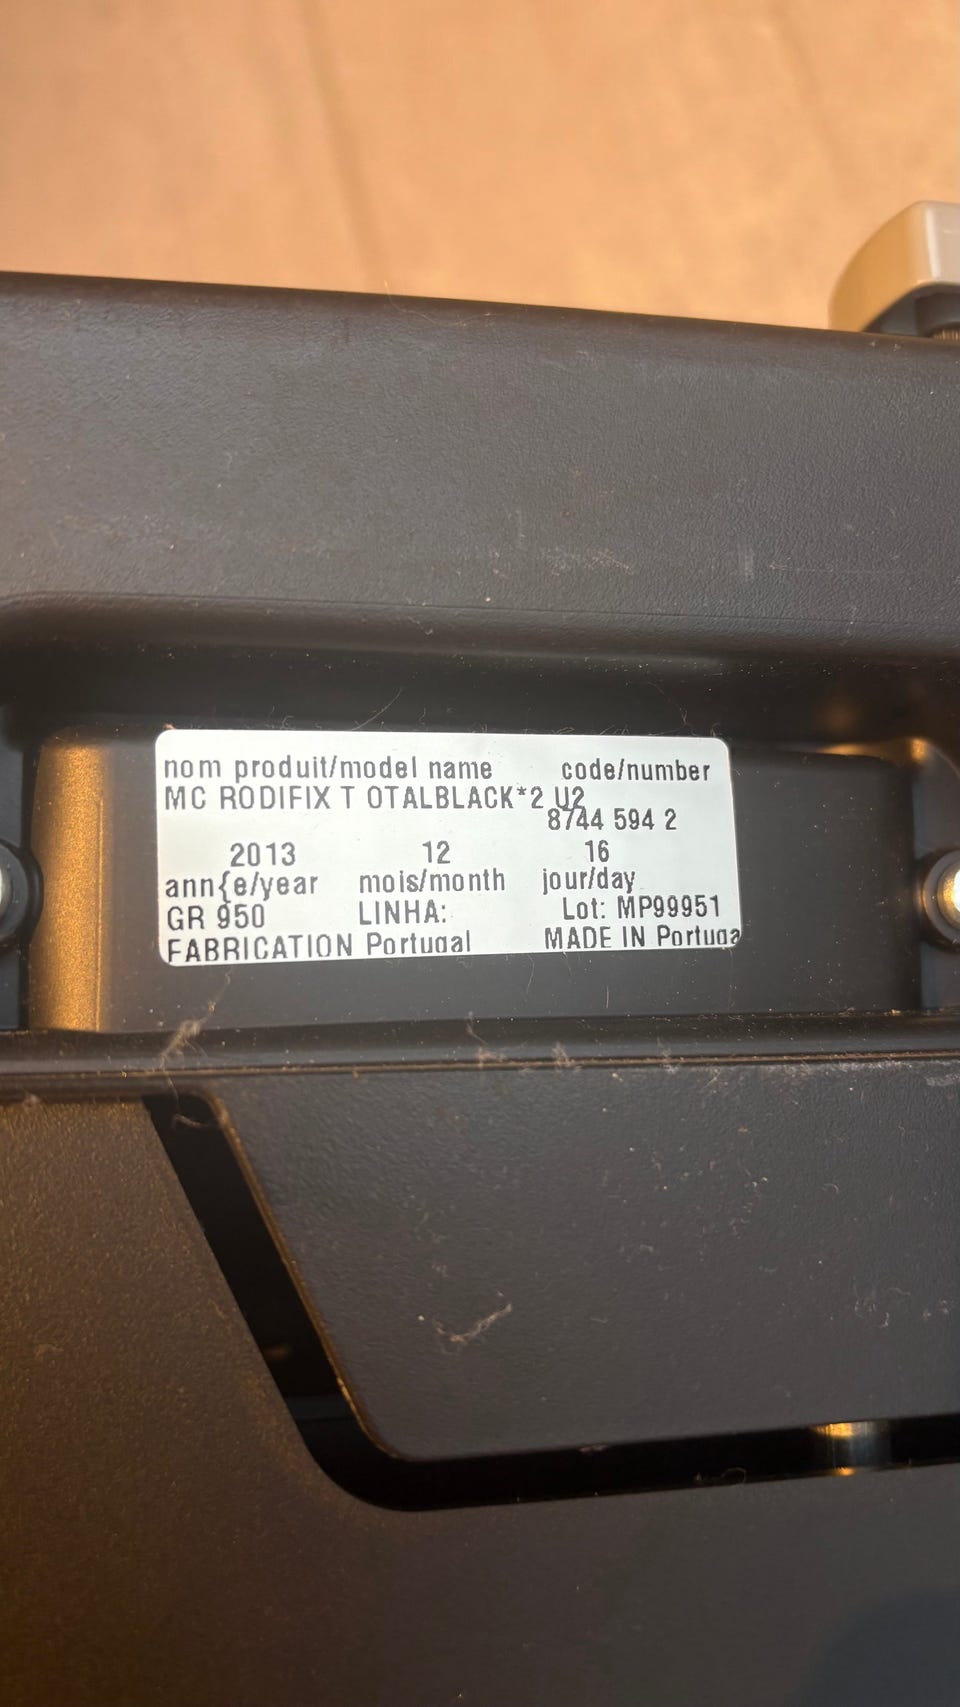 nom produit/model name code/number
MC RODIFIX T OTALBLACK*2 U2
8744 594 2
2013 12 16
ann{e/year mois/month jour/day
GR 950 LINHA: Lot: MP99951
FABRICATION Portugal MADE IN Portuga